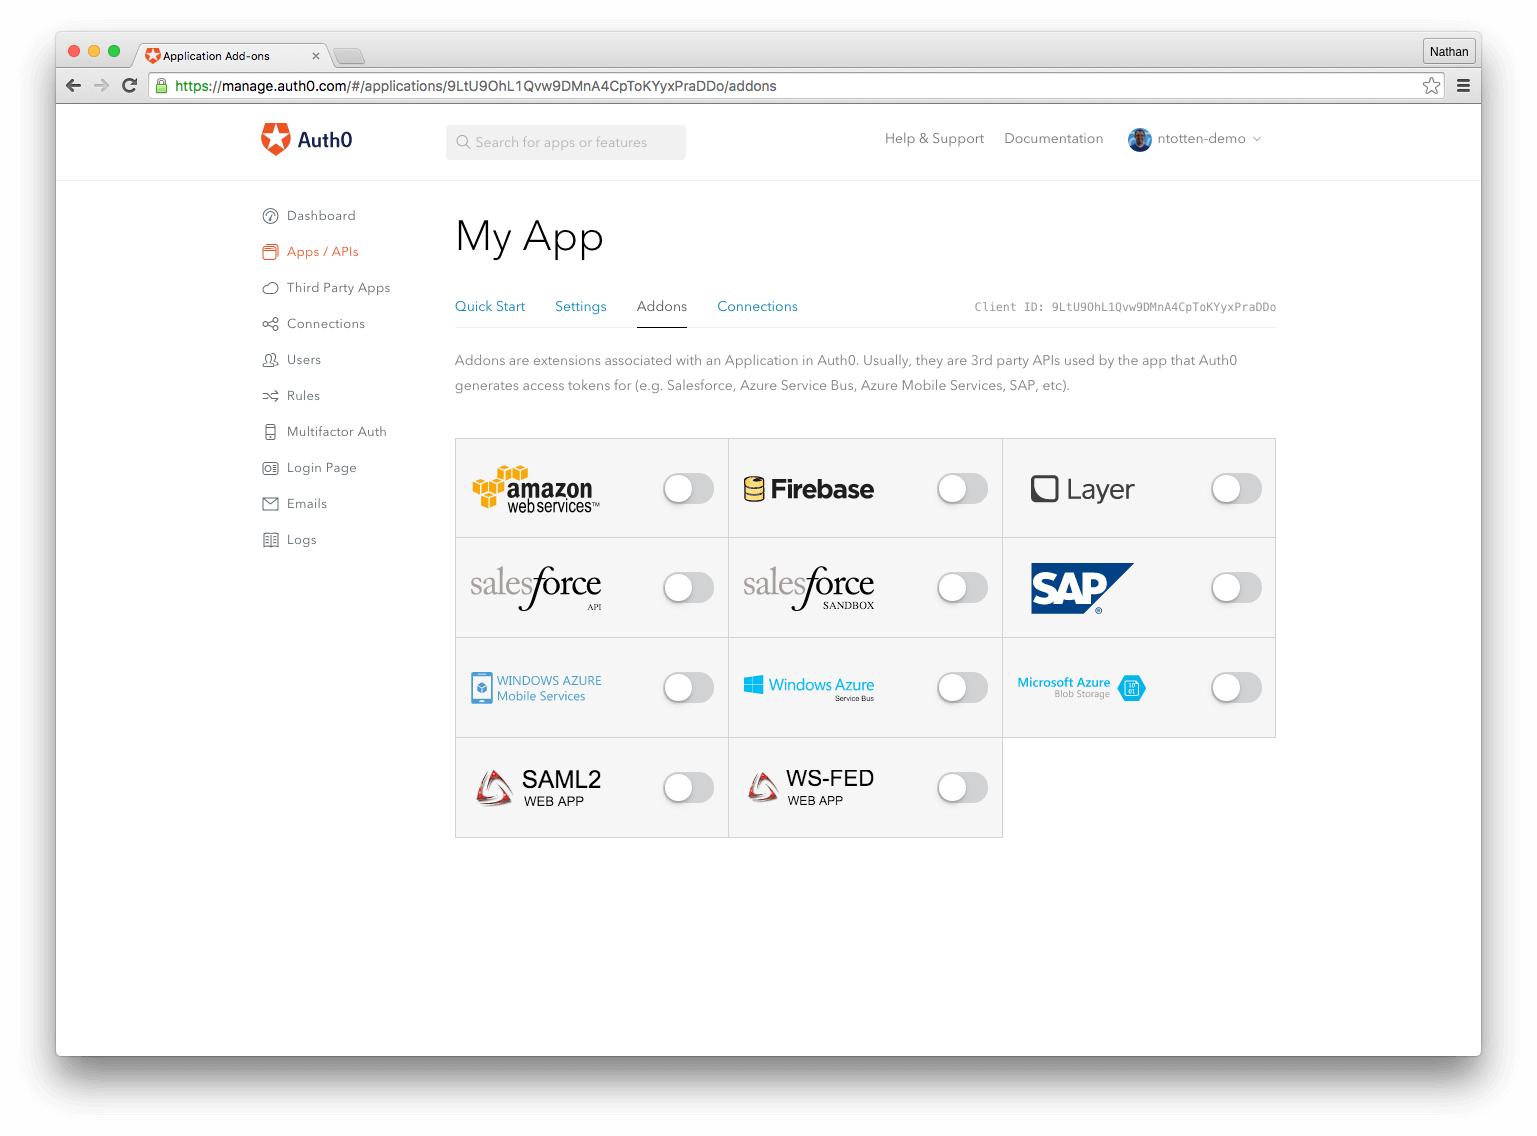 Application Add-ons
Nathan
https://manage.auth0.com/#/applications/9LtU9OhL1Qvw9DMnA4CpToKYyxPraDDo/addons
Auth0
Search for apps or features
Help & Support
Documentation
ntotten-demo
Dashboard
Apps / APIs
Third Party Apps
Connections
Users
Rules
Multifactor Auth
Login Page
Emails
Logs
My App
Quick Start
Settings
Addons
Connections
Client ID: 9LtU9OhL1Qvw9DMnA4CpToKYyxPraDDo
Addons are extensions associated with an Application in Auth0. Usually, they are 3rd party APIs used by the app that Auth0
generates access tokens for (e.g. Salesforce, Azure Service Bus, Azure Mobile Services, SAP, etc).
amazon
web services™
Firebase
Layer
salesforce
API
salesforce
SANDBOX
SAP®
WINDOWS AZURE
Mobile Services
Windows Azure
Service Bus
Microsoft Azure
Blob Storage
10
01
SAML2
WEB APP
WS-FED
WEB APP